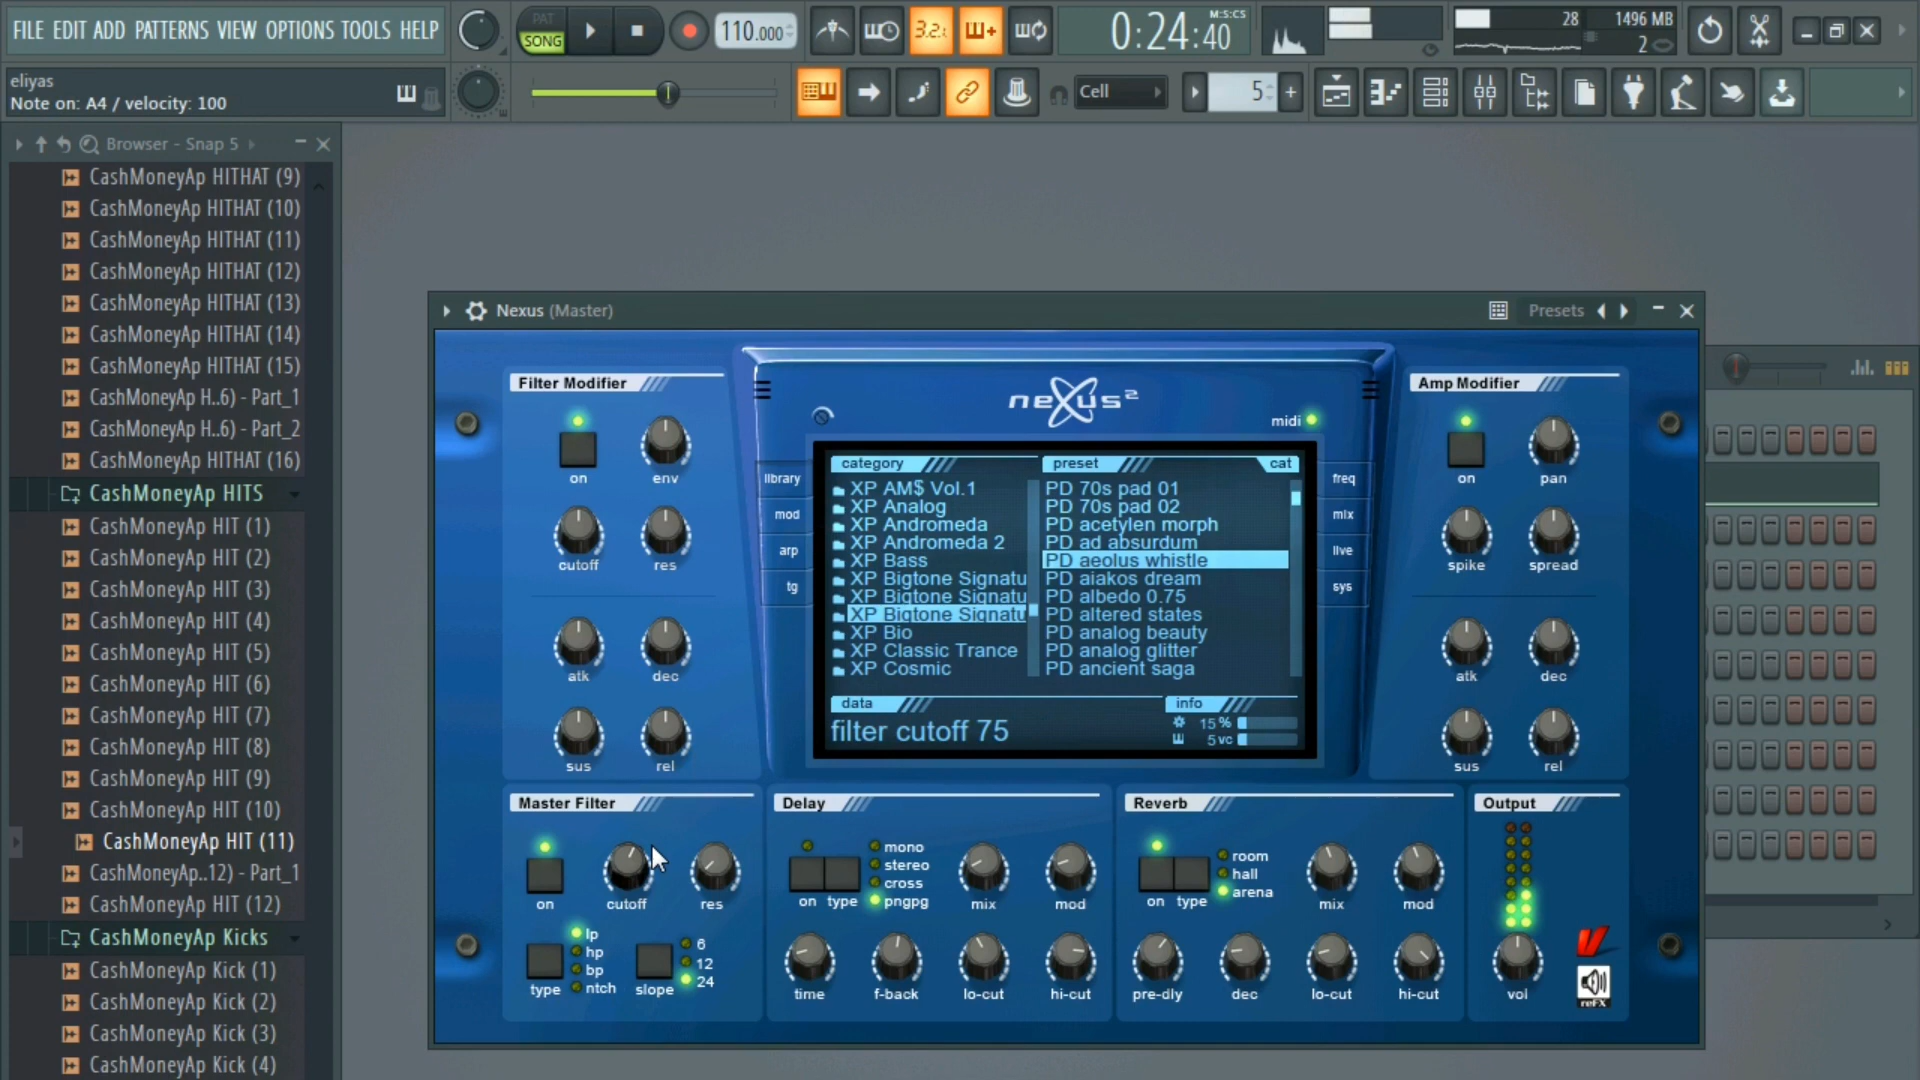 FILE EDIT ADD PATTERNS VIEW OPTIONS TOOLS HELP
PAT
SONG
110.000
3.2.
0:24:40
M:S:CS
28
1496 MB
2
eliyas
Note on: A4 / velocity: 100
Cell
5
Browser - Snap 5
CashMoneyAp HITHAT (9)
CashMoneyAp HITHAT (10)
CashMoneyAp HITHAT (11)
CashMoneyAp HITHAT (12)
CashMoneyAp HITHAT (13)
CashMoneyAp HITHAT (14)
CashMoneyAp HITHAT (15)
CashMoneyAp H..6) - Part_1
CashMoneyAp H..6) - Part_2
CashMoneyAp HITHAT (16)
CashMoneyAp HITS
CashMoneyAp HIT (1)
CashMoneyAp HIT (2)
CashMoneyAp HIT (3)
CashMoneyAp HIT (4)
CashMoneyAp HIT (5)
CashMoneyAp HIT (6)
CashMoneyAp HIT (7)
CashMoneyAp HIT (8)
CashMoneyAp HIT (9)
CashMoneyAp HIT (10)
CashMoneyAp HIT (11)
CashMoneyAp..12) - Part_1
CashMoneyAp HIT (12)
CashMoneyAp Kicks
CashMoneyAp Kick (1)
CashMoneyAp Kick (2)
CashMoneyAp Kick (3)
CashMoneyAp Kick (4)
Nexus (Master)
Presets
Filter Modifier
on
env
cutoff
res
atk
dec
sus
rel
nexus2
midi
library
mod
arp
tg
category
XP AM$ Vol.1
XP Analog
XP Andromeda
XP Andromeda 2
XP Bass
XP Bigtone Signatu
XP Bigtone Signatu
XP Bigtone Signatu
XP Bio
XP Classic Trance
XP Cosmic
preset
cat
PD 70s pad 01
PD 70s pad 02
PD acetylen morph
PD ad absurdum
PD aeolus whistle
PD aiakos dream
PD albedo 0.75
PD altered states
PD analog beauty
PD analog glitter
PD ancient saga
data
filter cutoff 75
info
15 %
5 vc
freq
mix
live
sys
Amp Modifier
on
pan
spike
spread
atk
dec
sus
rel
Master Filter
on
cutoff
res
type
lp
hp
bp
ntch
slope
6
12
24
Delay
on
type
mono
stereo
cross
pngpg
mix
mod
time
f-back
lo-cut
hi-cut
Reverb
on
type
room
hall
arena
mix
mod
pre-dly
dec
lo-cut
hi-cut
Output
vol
reFX